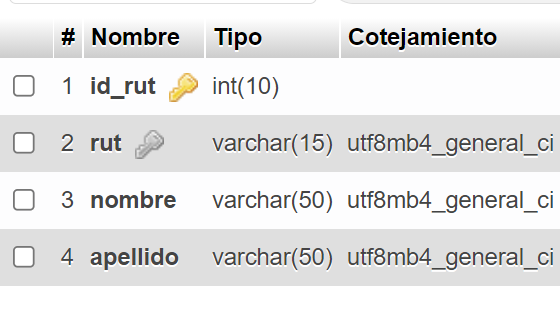 # Nombre Tipo Cotejamiento
1 id_rut int(10)
2 rut varchar(15) utf8mb4_general_ci
3 nombre varchar(50) utf8mb4_general_ci
4 apellido varchar(50) utf8mb4_general_ci